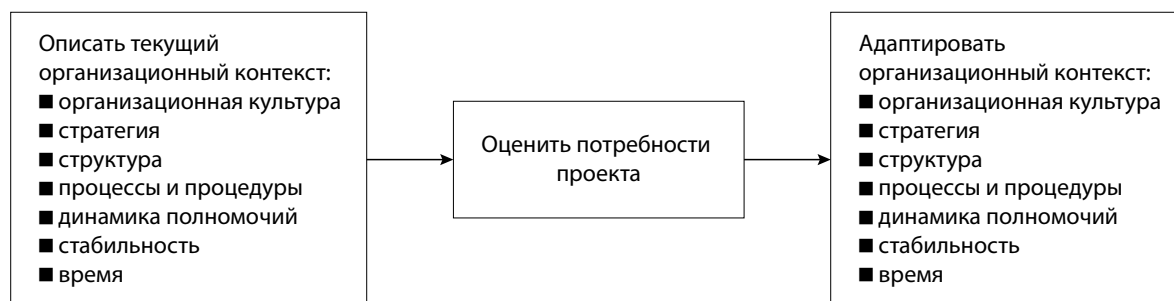 Описать текущий
организационный контекст:
■ организационная культура
■ стратегия
■ структура
■ процессы и процедуры
■ динамика полномочий
■ стабильность
■ время
Оценить потребности
проекта
Адаптировать
организационный контекст:
■ организационная культура
■ стратегия
■ структура
■ процессы и процедуры
■ динамика полномочий
■ стабильность
■ время